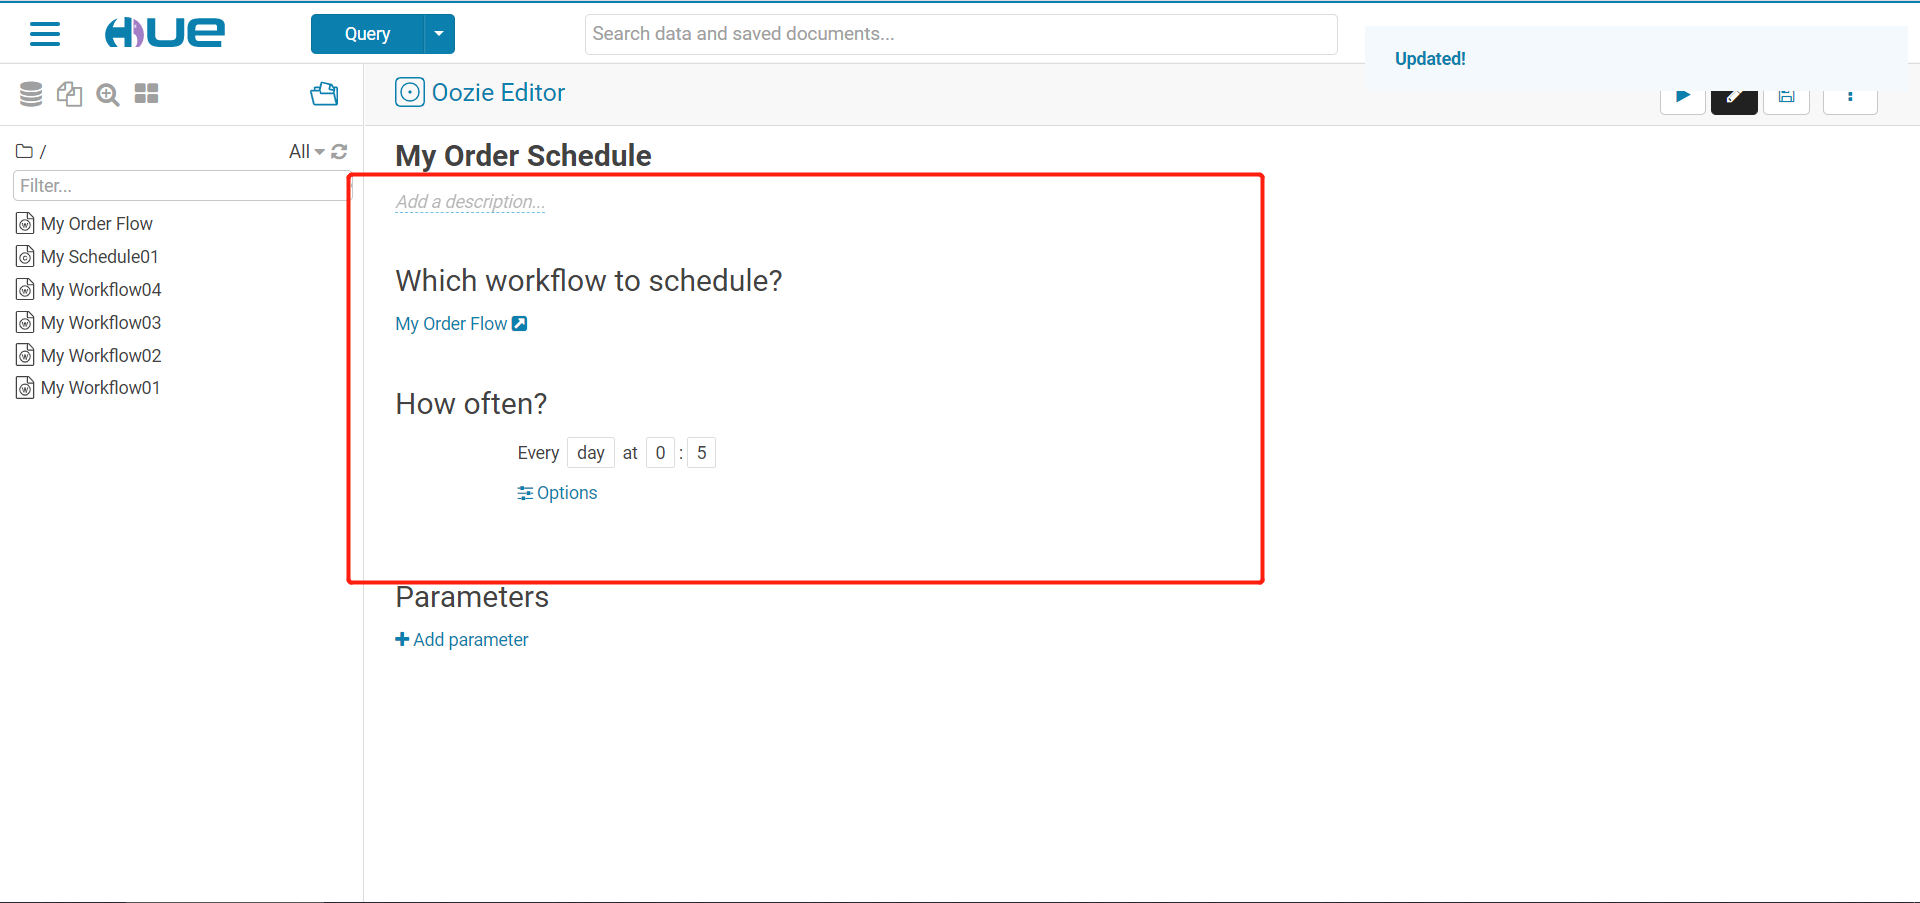 HUE
Query
Search data and saved documents...
Updated!
Oozie Editor
/
All
Filter...
My Order Flow
My Schedule01
My Workflow04
My Workflow03
My Workflow02
My Workflow01
My Order Schedule
Add a description...
Which workflow to schedule?
My Order Flow
How often?
Every day at 0 : 5
Options
Parameters
Add parameter